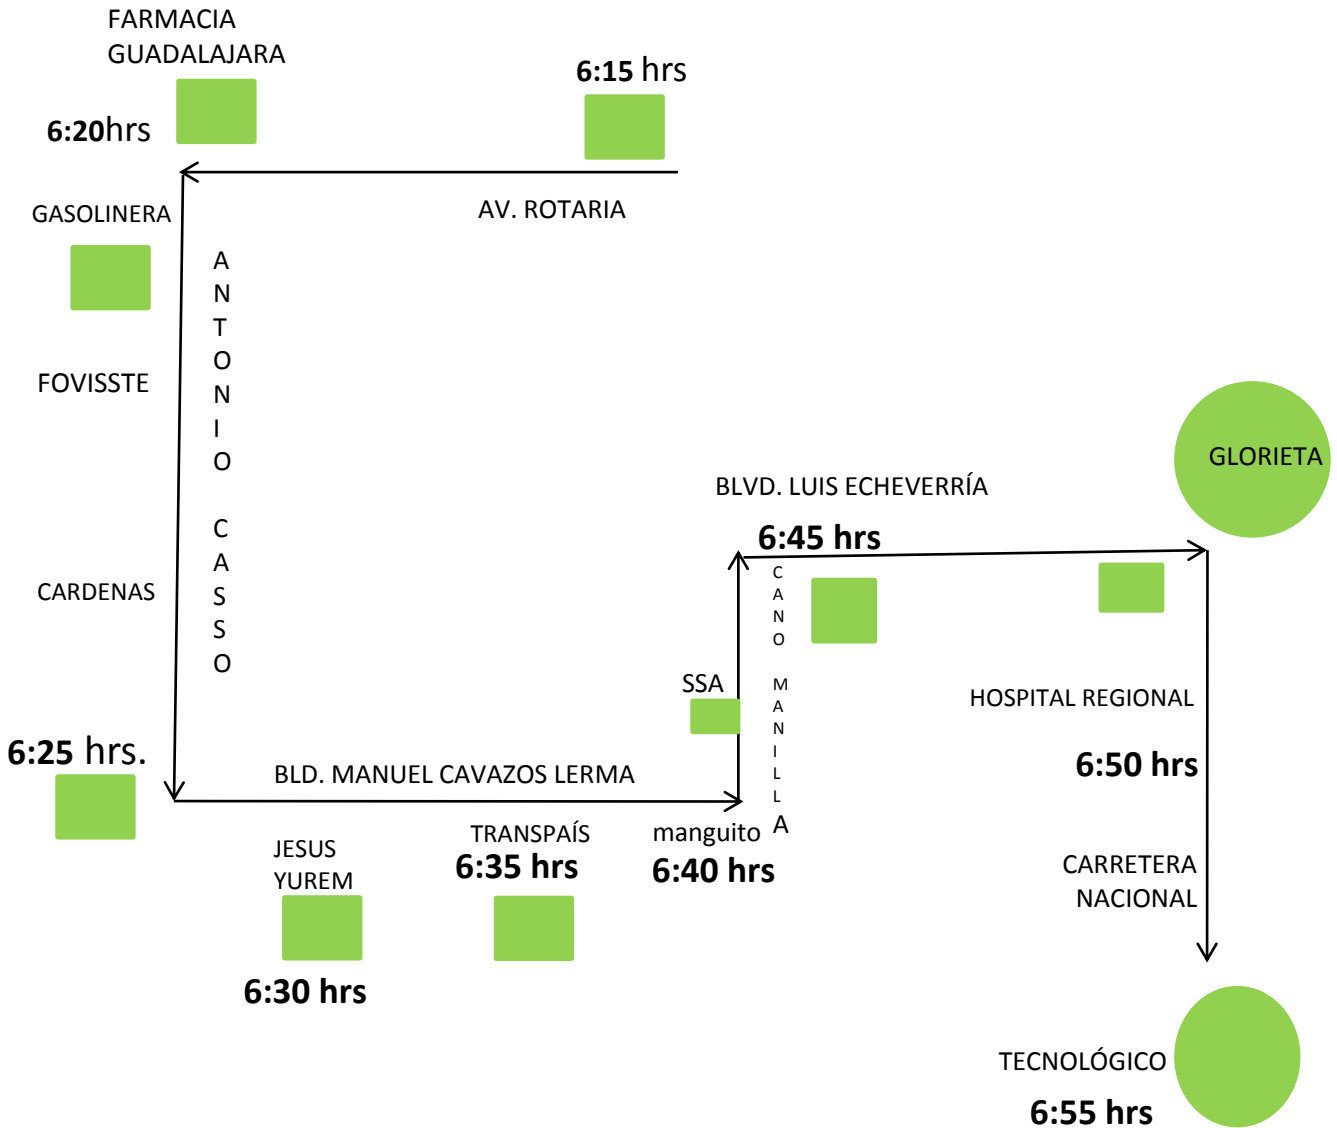 FARMACIA
GUADALAJARA
6:15 hrs
6:20hrs
GASOLINERA
AV. ROTARIA
ANTONIO CASSO
FOVISSTE
GLORIETA
BLVD. LUIS ECHEVERRÍA
6:45 hrs
CANO MANILLA
CARDENAS
SSA
HOSPITAL REGIONAL
6:25 hrs.
6:50 hrs
BLD. MANUEL CAVAZOS LERMA
JESUS
YUREM
TRANSPAÍS
6:35 hrs
manguito
6:40 hrs
CARRETERA
NACIONAL
6:30 hrs
TECNOLÓGICO
6:55 hrs